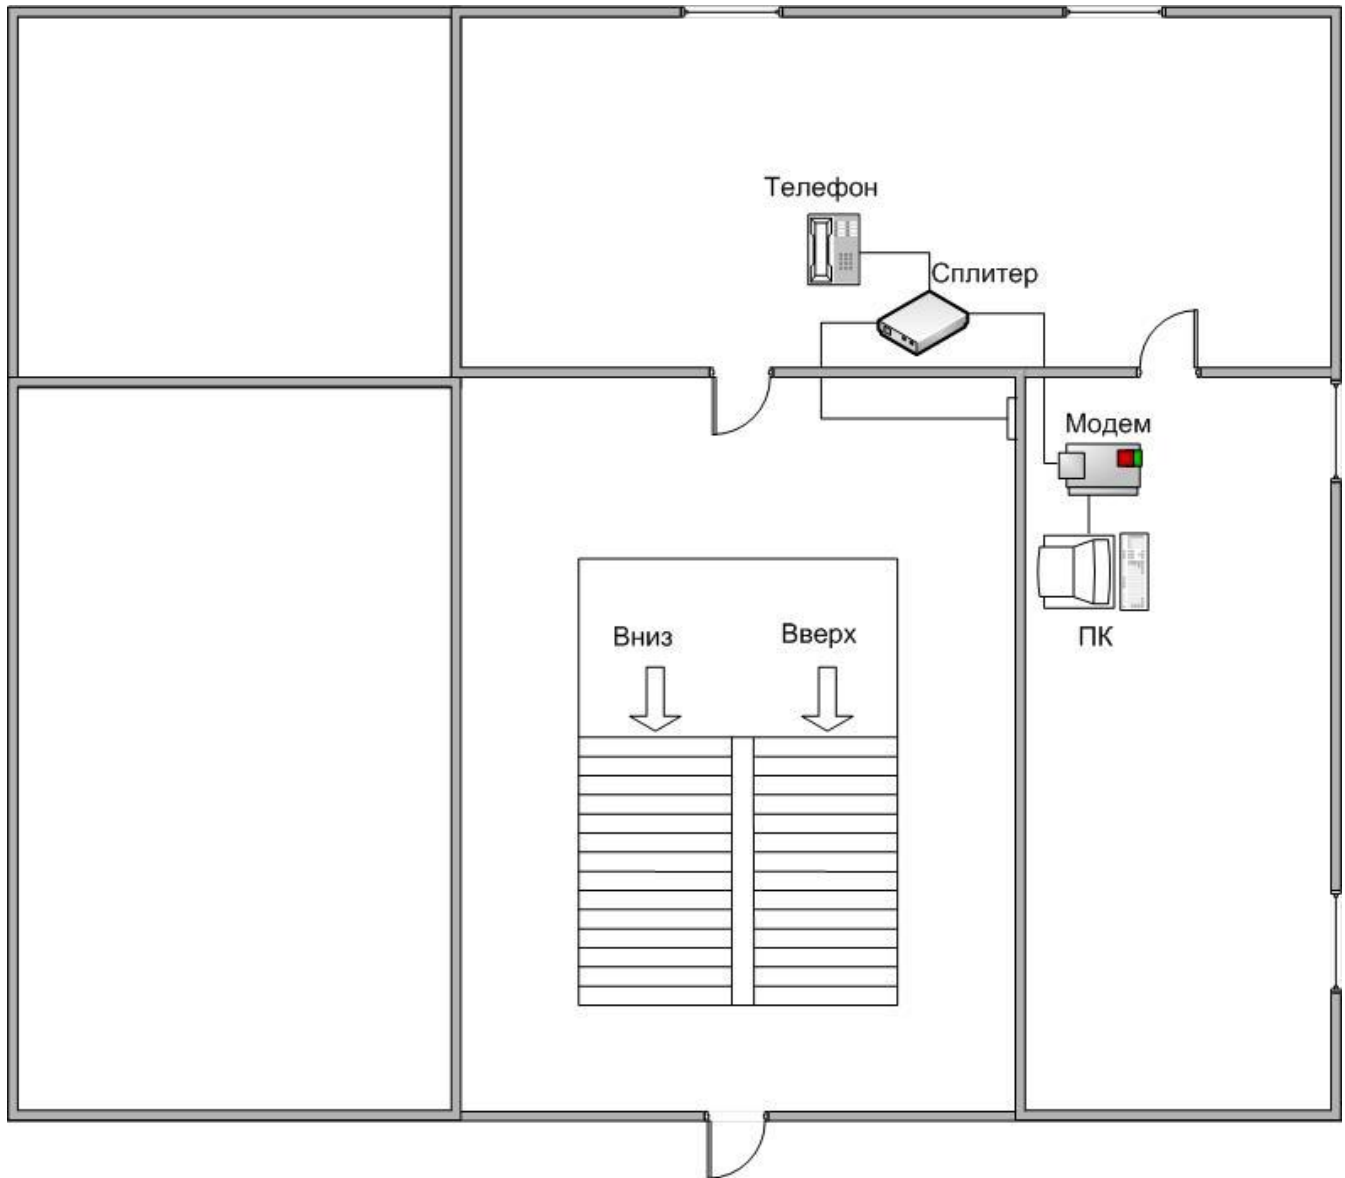 Телефон
Сплитер
Модем
ПК
Вниз
Вверх